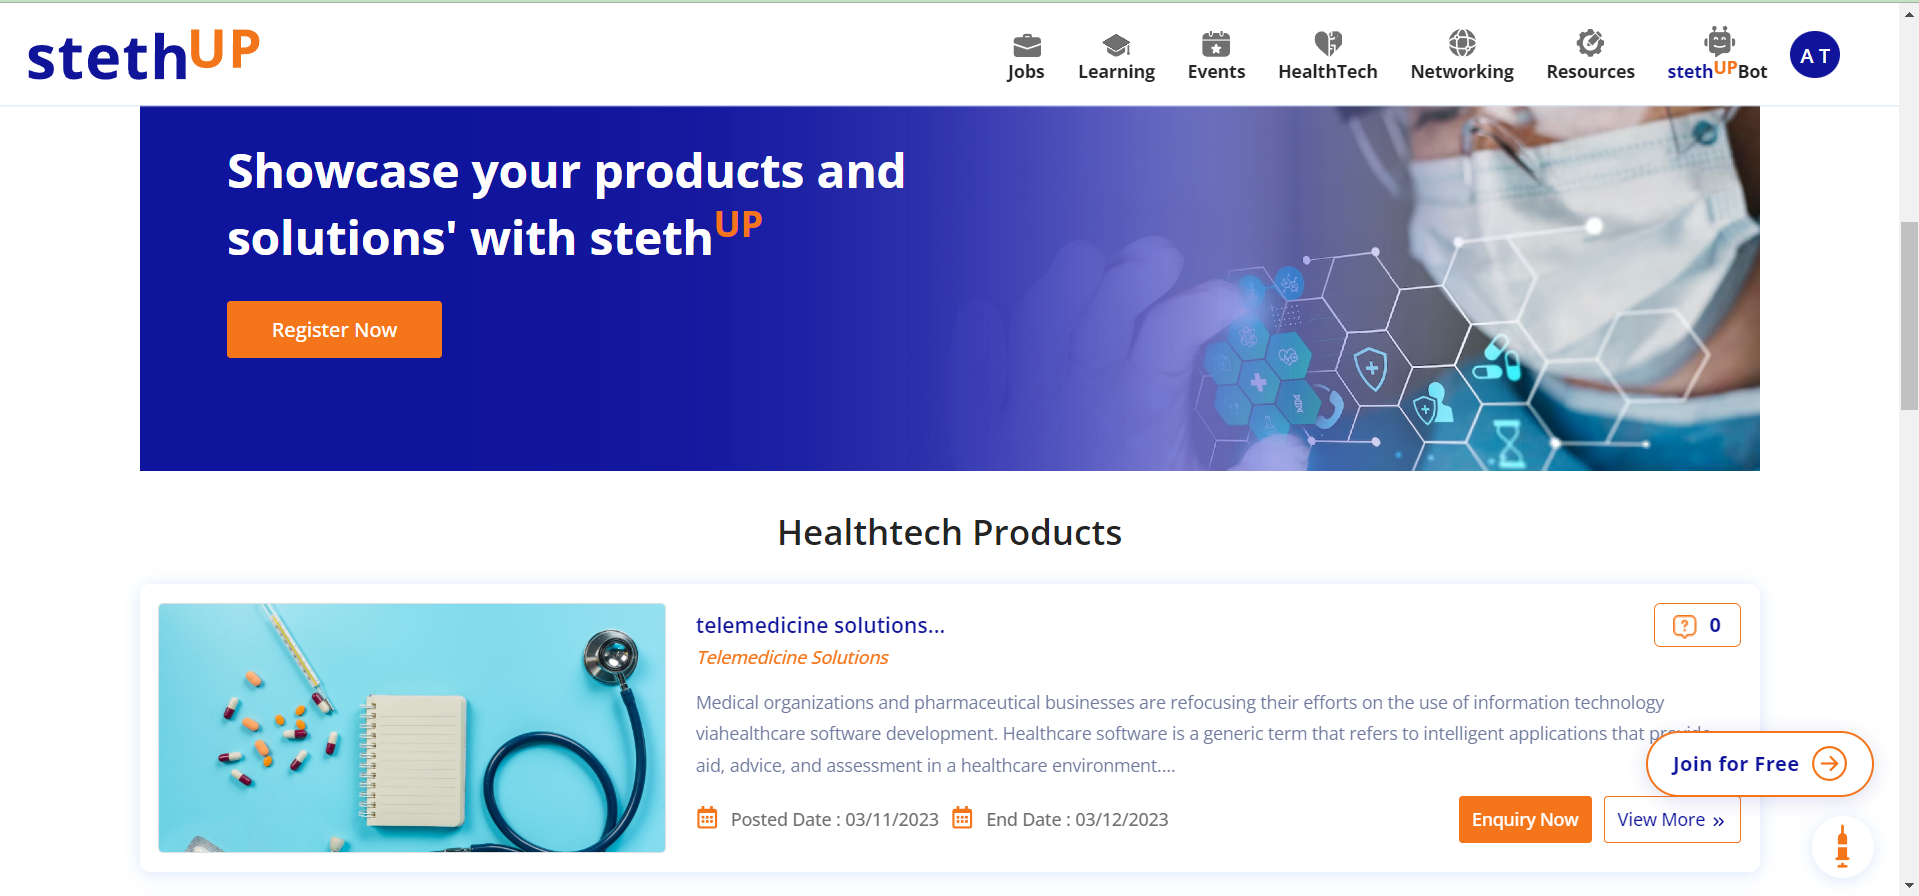 stethUP
Jobs
Learning
Events
HealthTech
Networking
Resources
stethUPBot
A T
Showcase your products and
solutions' with stethUP
Register Now
Healthtech Products
telemedicine solutions...
0
Telemedicine Solutions
Medical organizations and pharmaceutical businesses are refocusing their efforts on the use of information technology
viahealthcare software development. Healthcare software is a generic term that refers to intelligent applications that provide
aid, advice, and assessment in a healthcare environment....
Join for Free
Posted Date : 03/11/2023
End Date : 03/12/2023
Enquiry Now
View More »